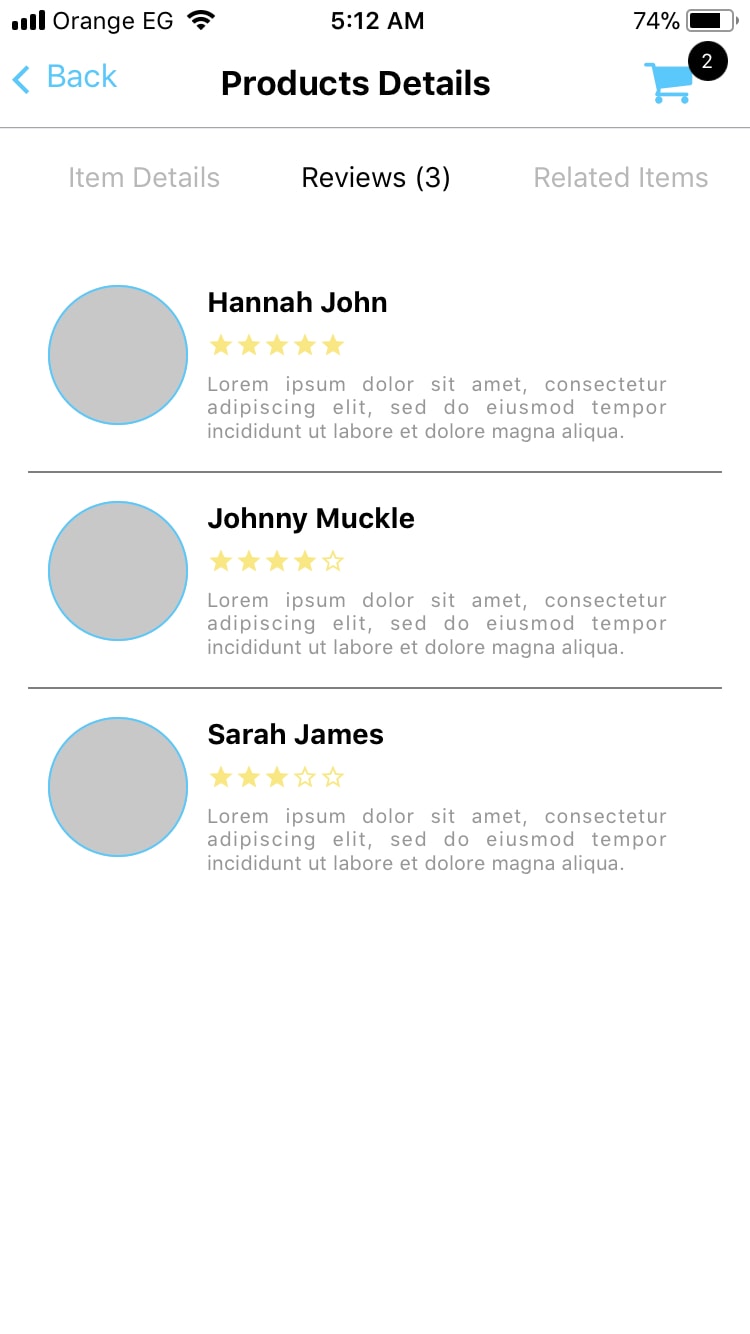 Orange EG 5:12 AM 74%
Back Products Details 2
Item Details Reviews (3) Related Items
Hannah John
Lorem ipsum dolor sit amet, consectetur
adipiscing elit, sed do eiusmod tempor
incididunt ut labore et dolore magna aliqua.
Johnny Muckle
Lorem ipsum dolor sit amet, consectetur
adipiscing elit, sed do eiusmod tempor
incididunt ut labore et dolore magna aliqua.
Sarah James
Lorem ipsum dolor sit amet, consectetur
adipiscing elit, sed do eiusmod tempor
incididunt ut labore et dolore magna aliqua.